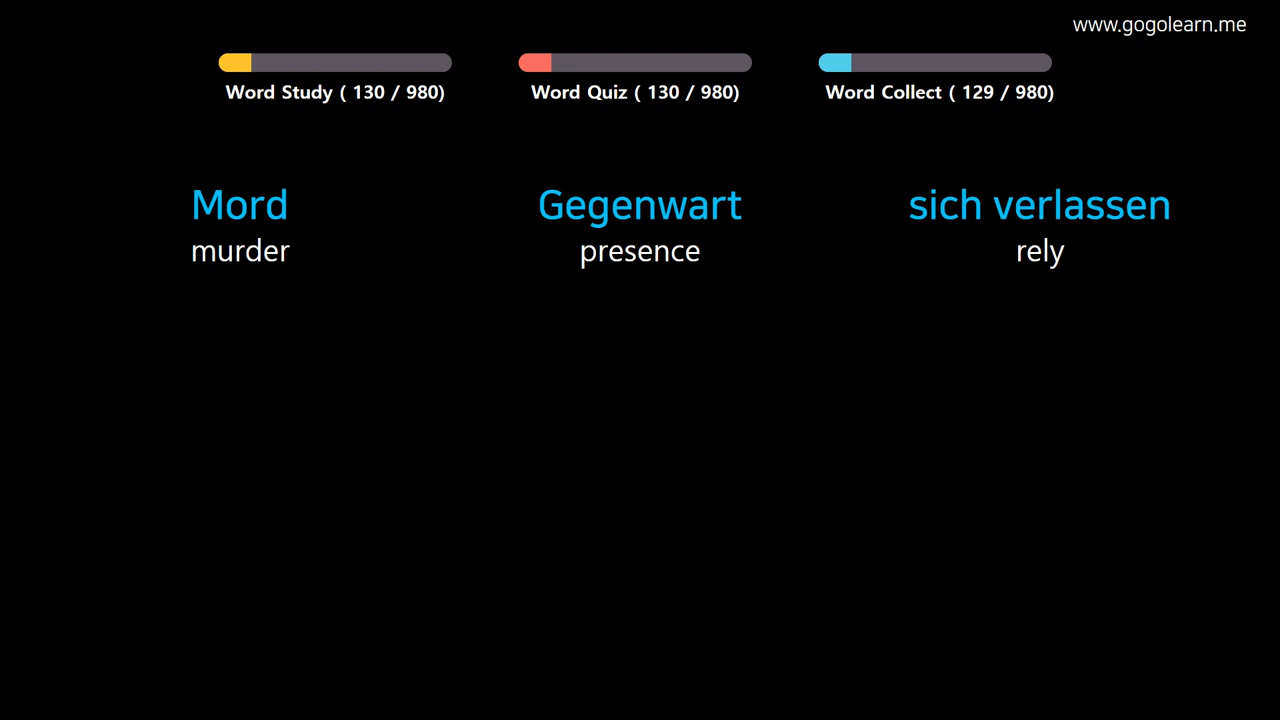 www.gogolearn.me
Word Study ( 130 / 980)
Word Quiz ( 130 / 980)
Word Collect ( 129 / 980)
Mord
murder
Gegenwart
presence
sich verlassen
rely